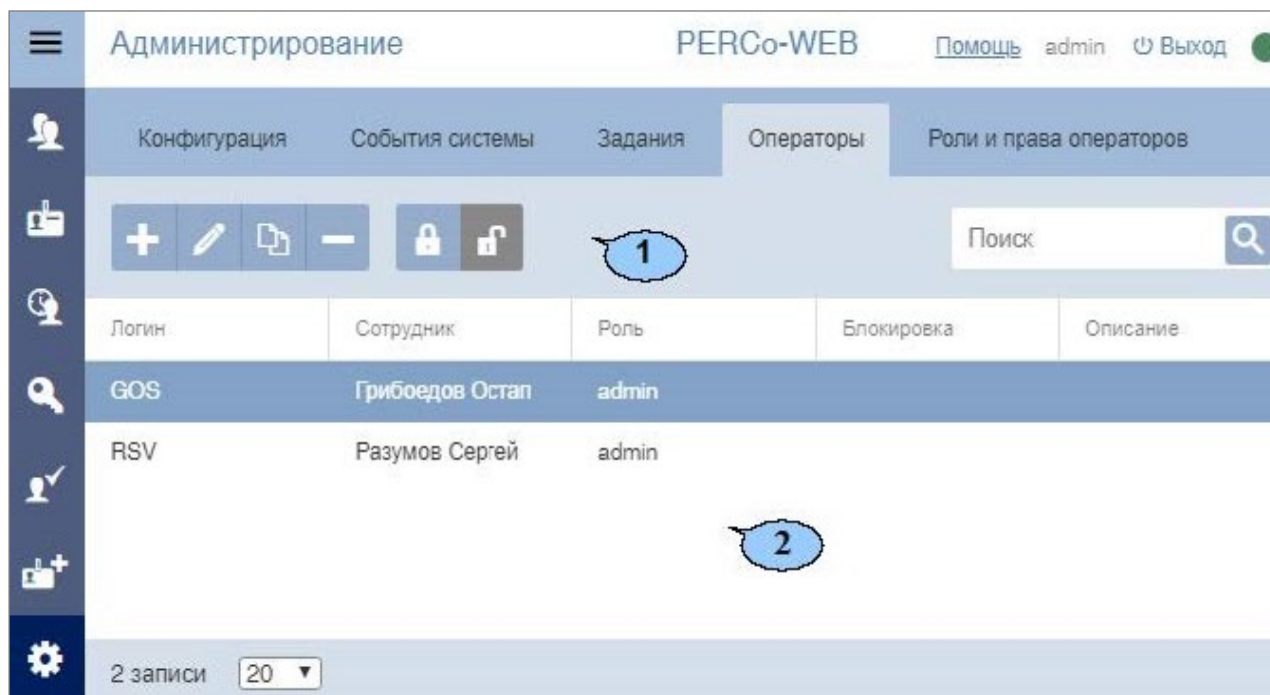 Администрирование PERCo-WEB Помощь admin Выход
Конфигурация События системы Задания Операторы Роли и права операторов
1 Поиск
Логин Сотрудник Роль Блокировка Описание
GOS Грибоедов Остап admin
RSV Разумов Сергей admin
2
2 записи 20